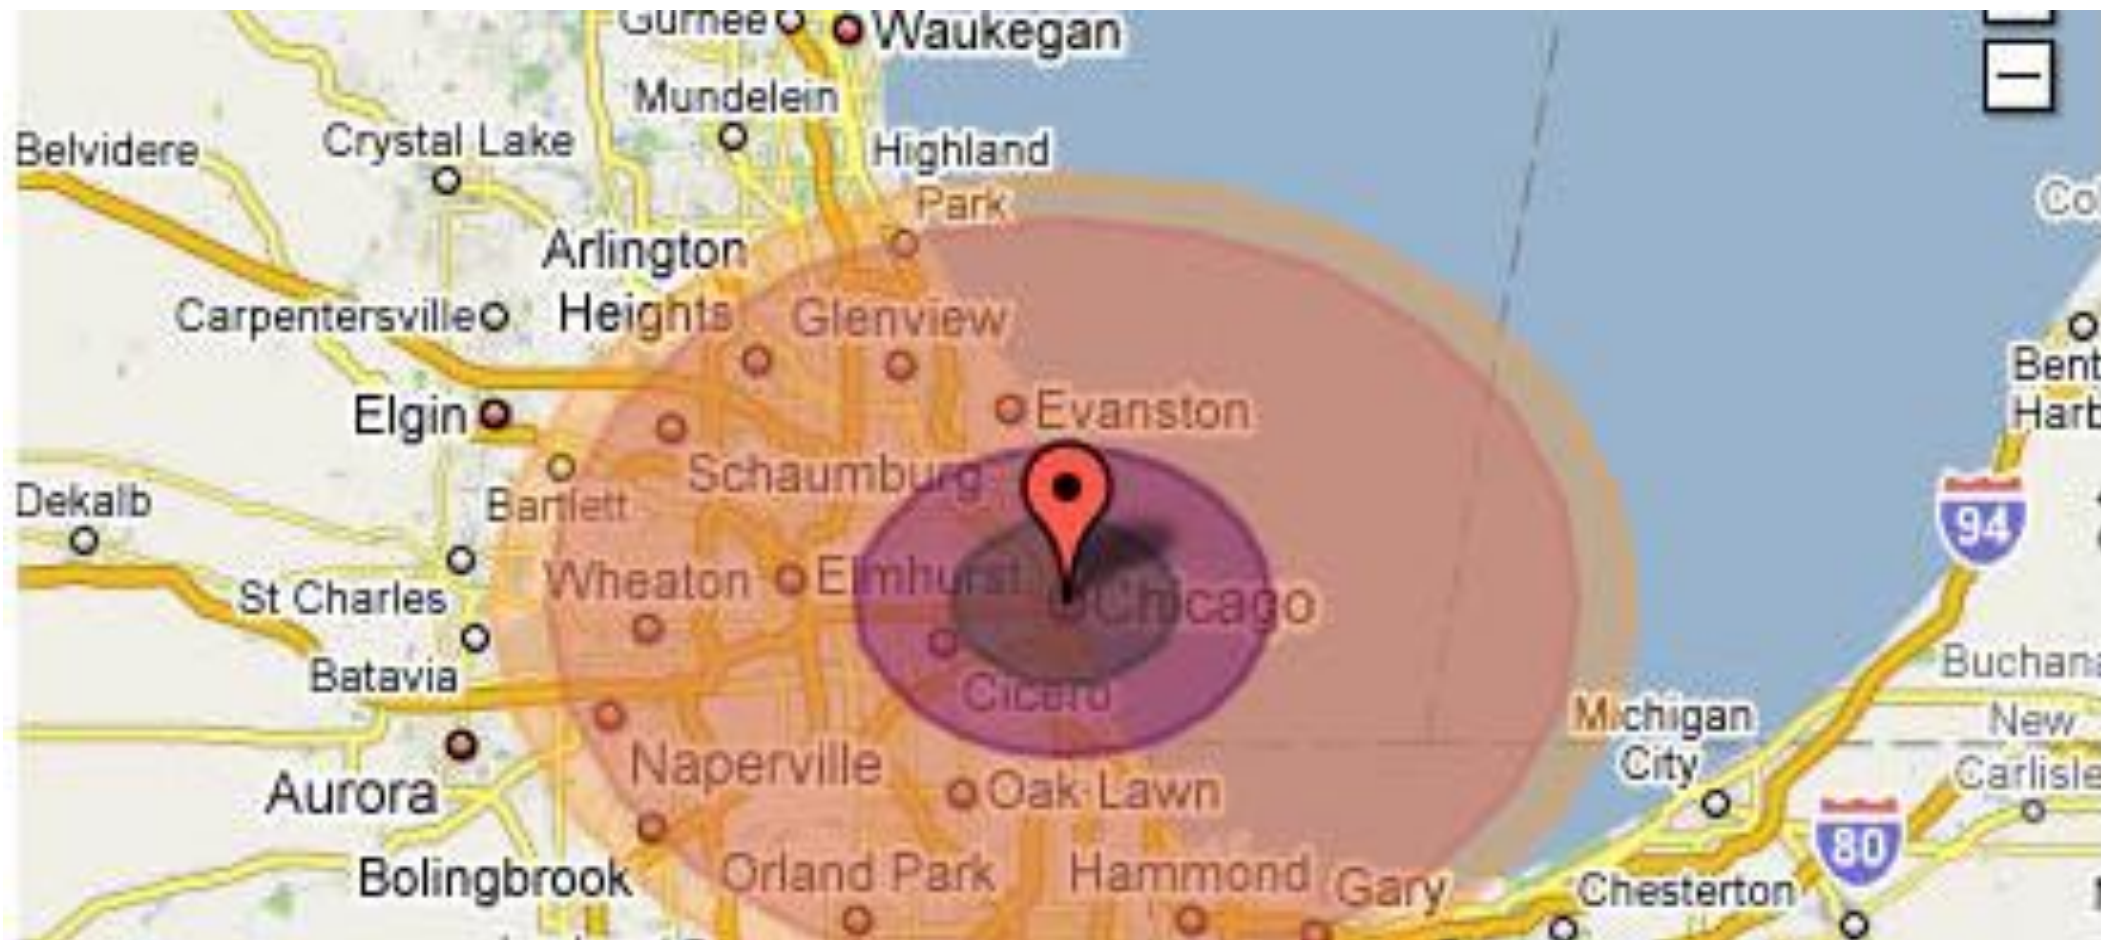 Gurnee
Waukegan
Mundelein
Belvidere
Crystal Lake
Highland
Park
Arlington
Heights
Carpentersville
Glenview
Elgin
Evanston
Bent
Harb
Schaumburg
Dekalb
Bartlett
94
Wheaton
Elmhurst
St Charles
Chicago
Batavia
Cicero
Buchana
Michigan
City
New
Carlisle
Naperville
Aurora
Oak Lawn
80
Bolingbrook
Orland Park
Hammond
Gary
Chesterton
Co